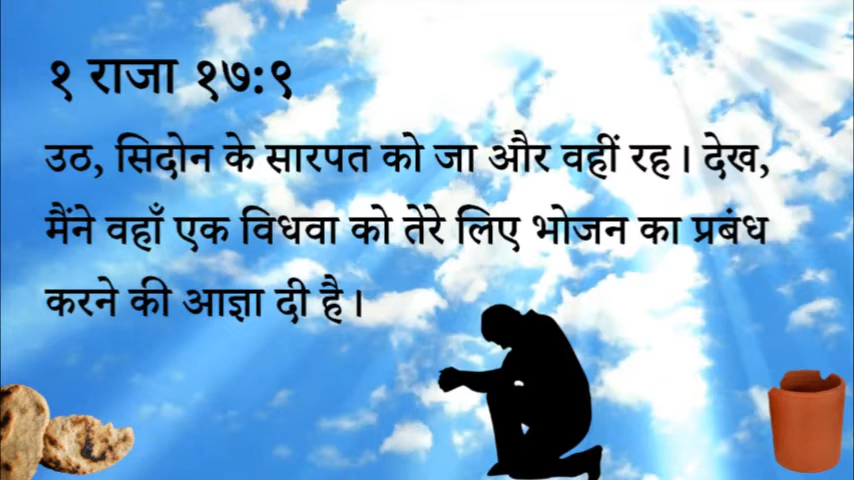 १ राजा १७:९
उठ, सिदोन के सारपत को जा और वहीं रह। देख,
मैंने वहाँ एक विधवा को तेरे लिए भोजन का प्रबंध
करने की आज्ञा दी है।